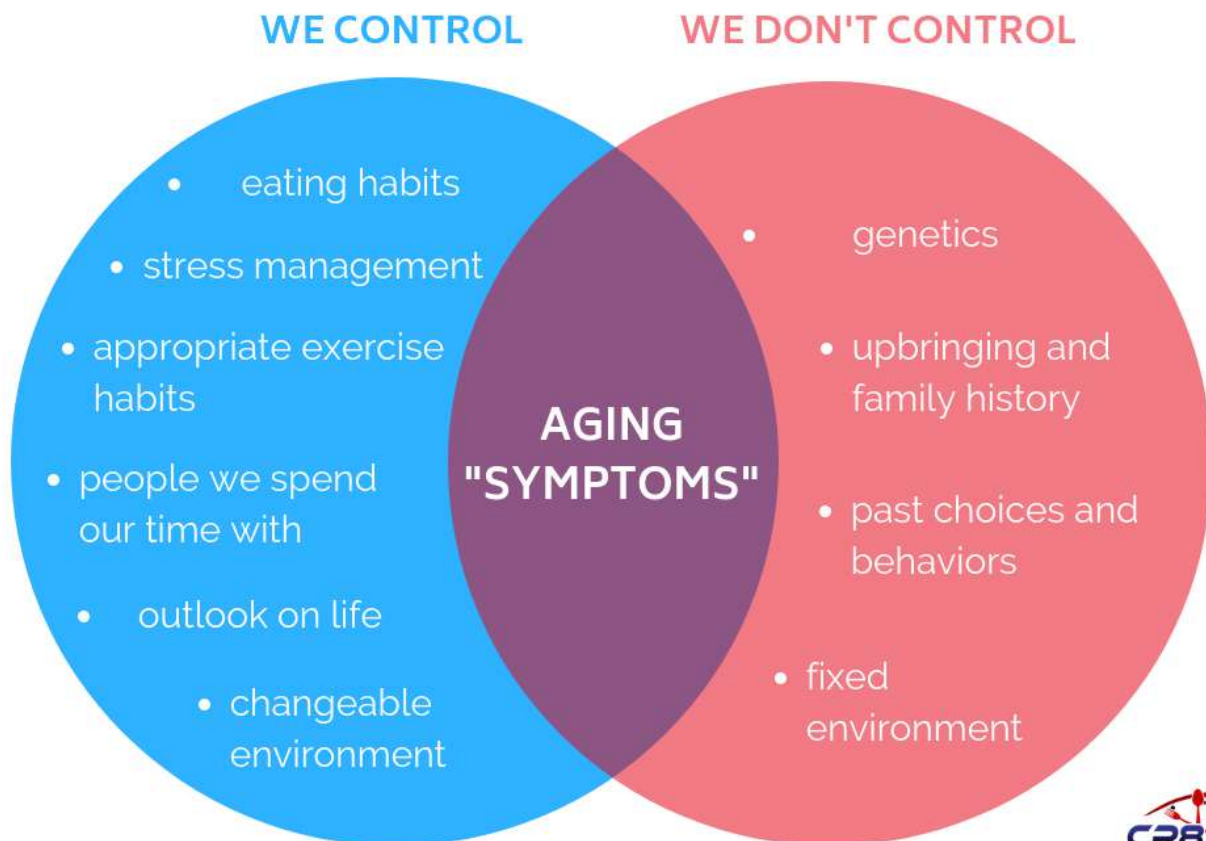 WE CONTROL
WE DON'T CONTROL
• eating habits
• stress management
• appropriate exercise
habits
• people we spend
our time with
• outlook on life
• changeable
environment
AGING
"SYMPTOMS"
• genetics
• upbringing and
family history
• past choices and
behaviors
• fixed
environment